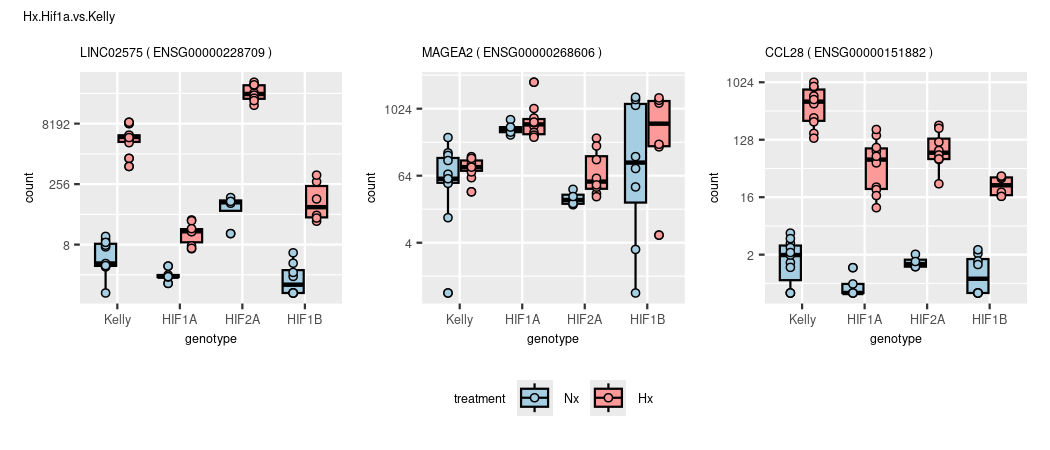 Hx.Hif1a.vs.Kelly
LINC02575 ( ENSG00000228709 )
count
8192
256
8
Kelly HIF1A HIF2A HIF1B
genotype
MAGEA2 ( ENSG00000268606 )
count
1024
64
4
Kelly HIF1A HIF2A HIF1B
genotype
CCL28 ( ENSG00000151882 )
count
1024
128
16
2
Kelly HIF1A HIF2A HIF1B
genotype
treatment Nx Hx